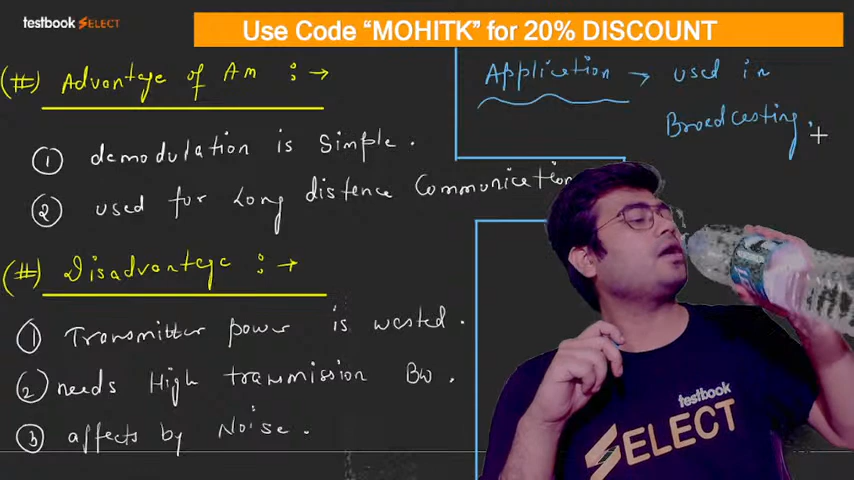 testbook SELECT
Use Code “MOHITK” for 20% DISCOUNT
(#) Advantage of Am : →
① demodulation is Simple.
② used for Long distence Communication
(#) Disadvantege : →
① Transmitter power is wasted.
② needs High transmission BW.
③ affects by Noise.
Application → used in
Broedcesting.
testbook
SELECT